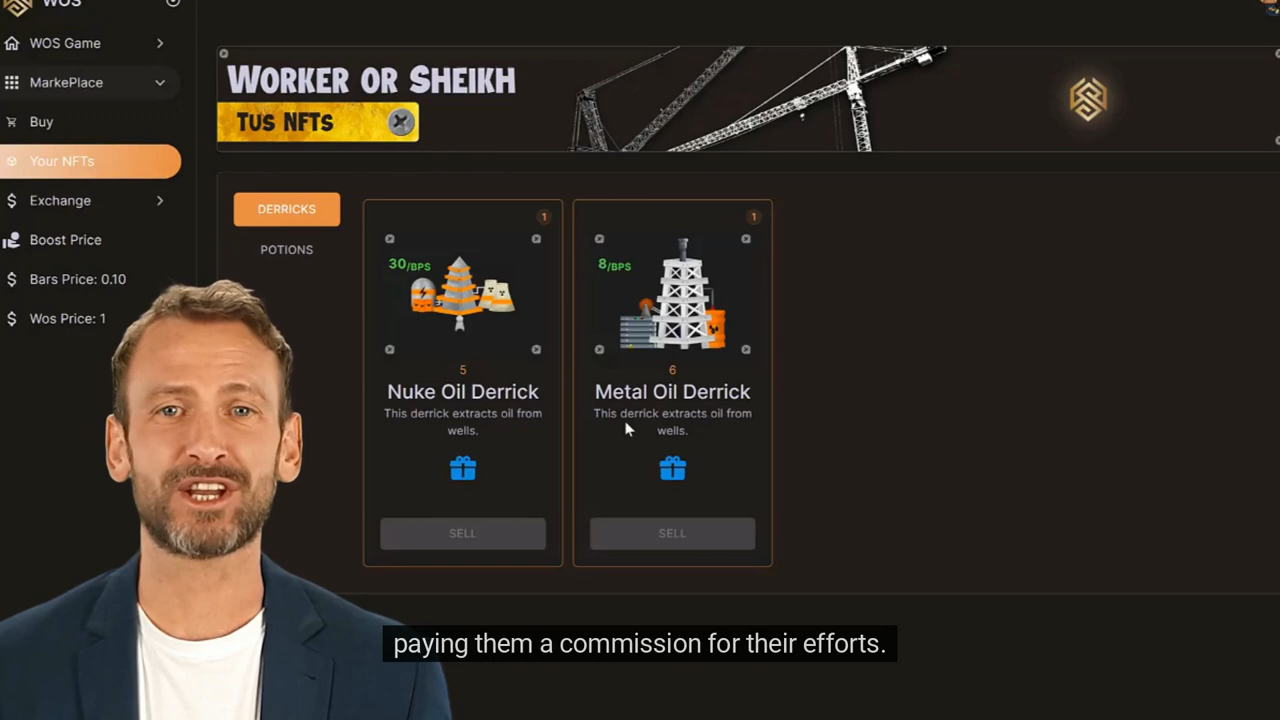 WOS
WOS Game
MarkePlace
Buy
Your NFTs
Exchange
Boost Price
Bars Price: 0.10
Wos Price: 1
WORKER OR SHEIKH
TUS NFTS
DERRICKS
POTIONS
1
30/BPS
5
Nuke Oil Derrick
This derrick extracts oil from
wells.
SELL
1
8/BPS
6
Metal Oil Derrick
This derrick extracts oil from
wells.
SELL
paying them a commission for their efforts.